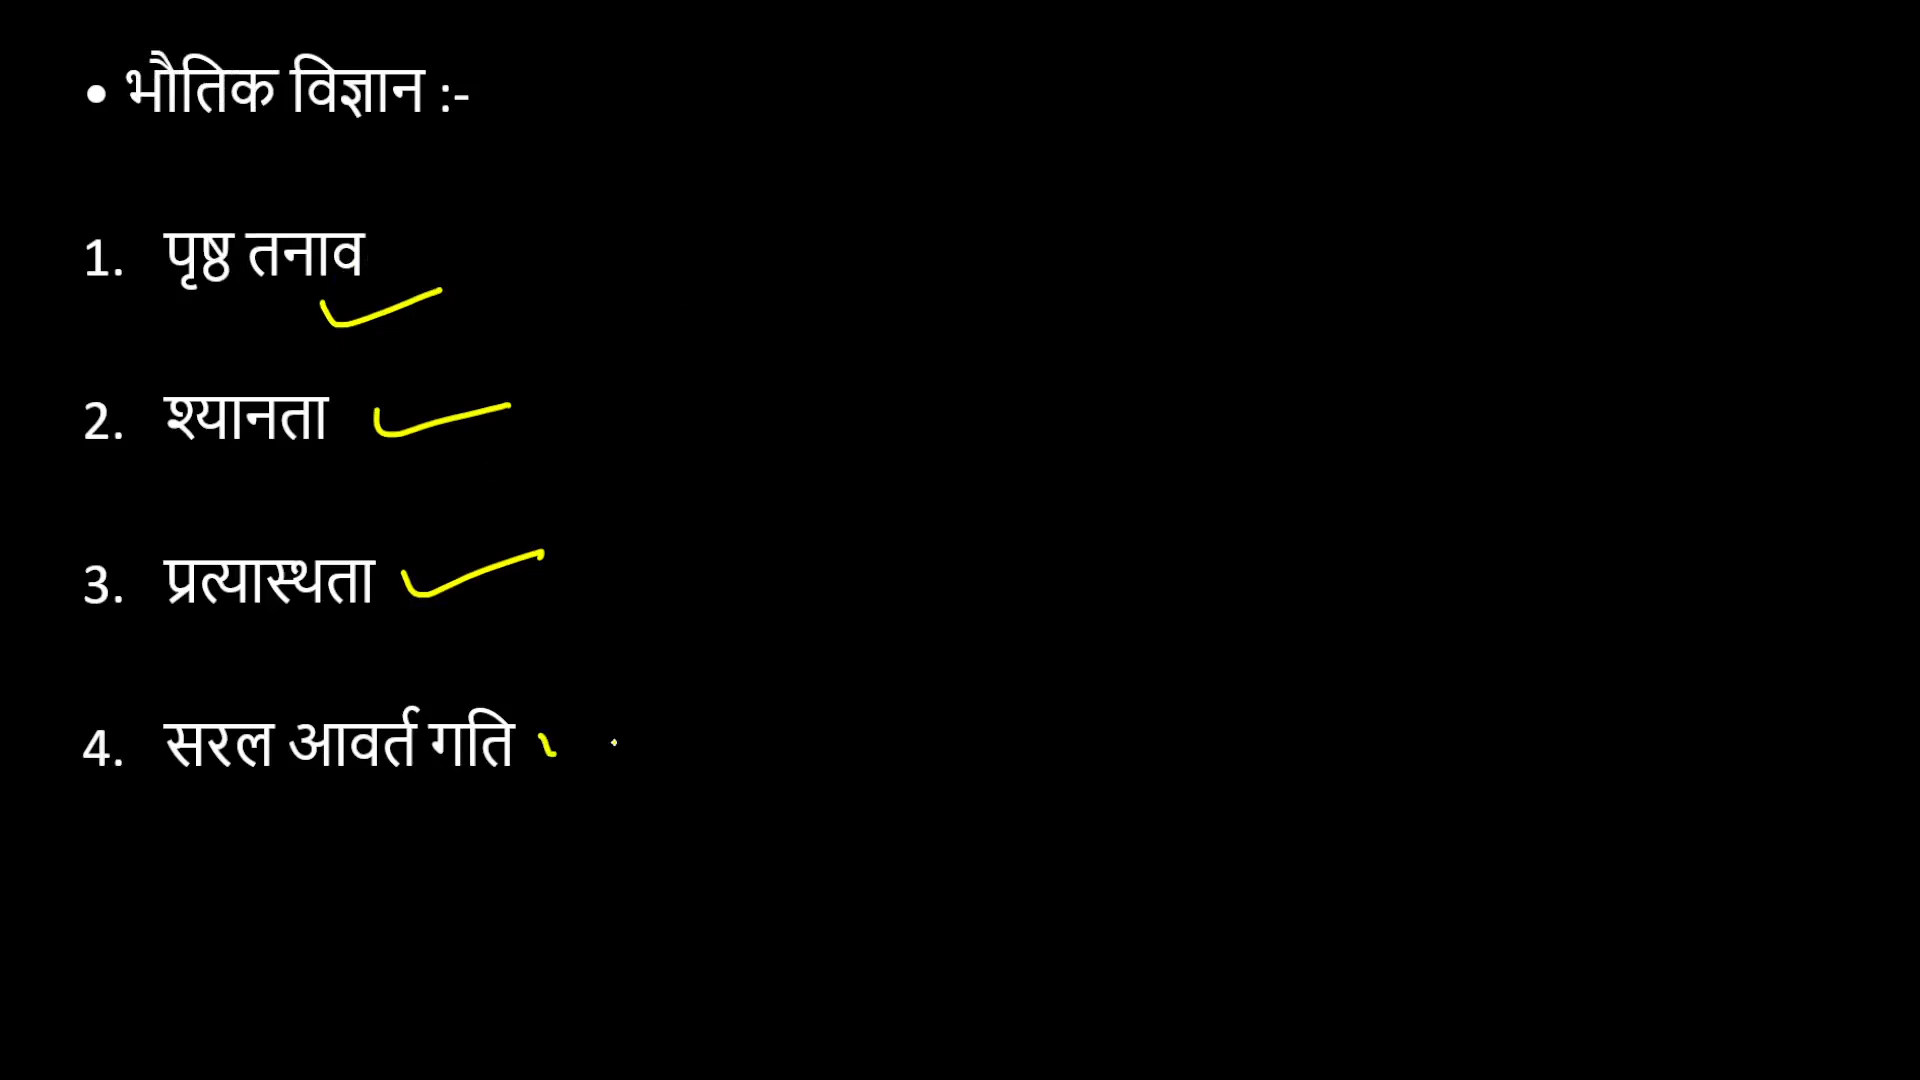 • भौतिक विज्ञान :-
1. पृष्ठ तनाव
2. श्यानता
3. प्रत्यास्थता
4. सरल आवर्त गति